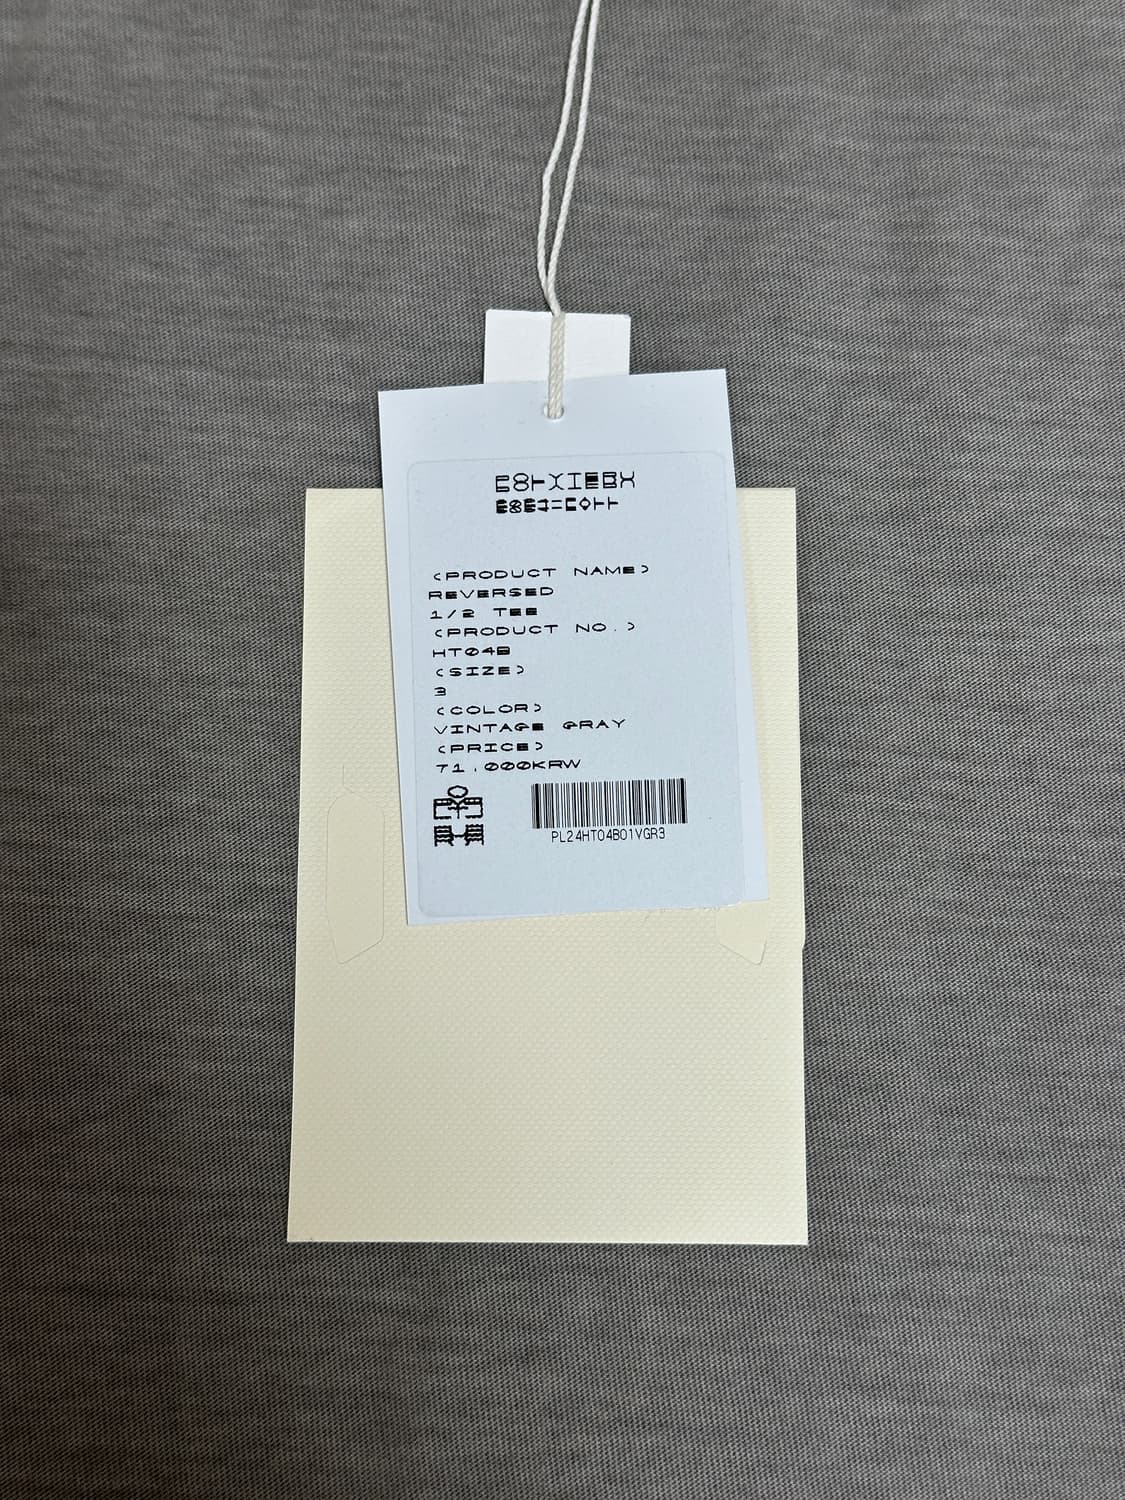 <PRODUCT NAME>
REVERSED
1/2 TEE
<PRODUCT NO.>
HT04B
<SIZE>
3
<COLOR>
VINTAGE GRAY
<PRICE>
71.000KRW
PL24HT04B01VGR3